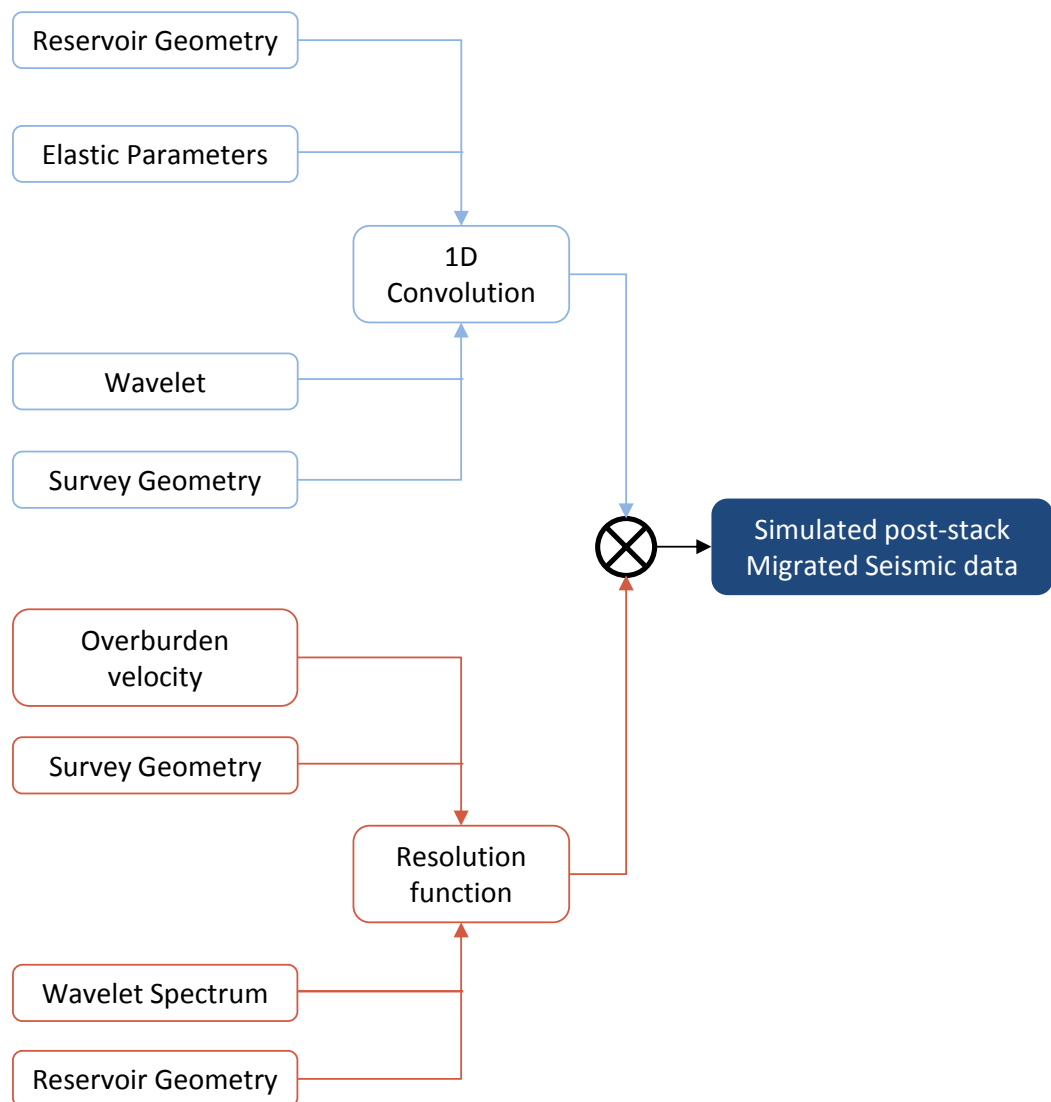 Reservoir Geometry
Elastic Parameters
1D
Convolution
Wavelet
Survey Geometry
Simulated post-stack
Migrated Seismic data
Overburden
velocity
Survey Geometry
Resolution
function
Wavelet Spectrum
Reservoir Geometry